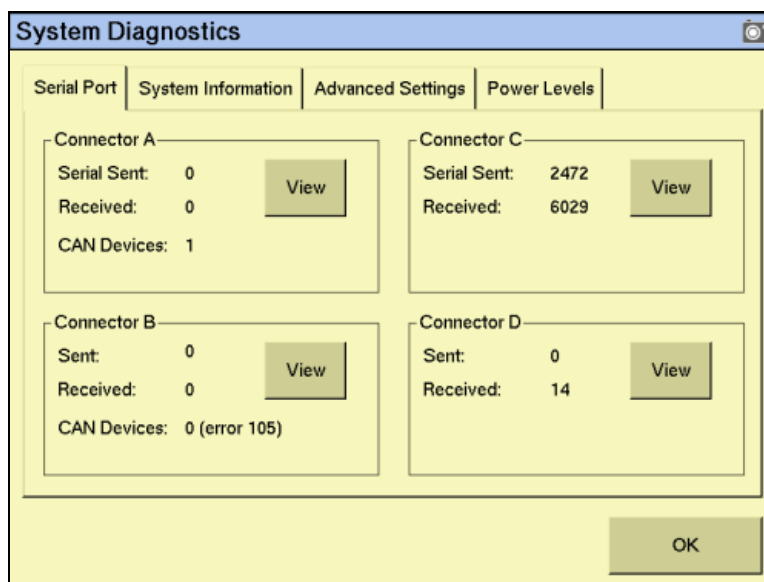 System Diagnostics
Serial Port System Information Advanced Settings Power Levels
Connector A
Serial Sent: 0
View
Received: 0
CAN Devices: 1
Connector C
Serial Sent: 2472
View
Received: 6029
Connector B
Sent: 0
View
Received: 0
CAN Devices: 0 (error 105)
Connector D
Sent: 0
View
Received: 14
OK